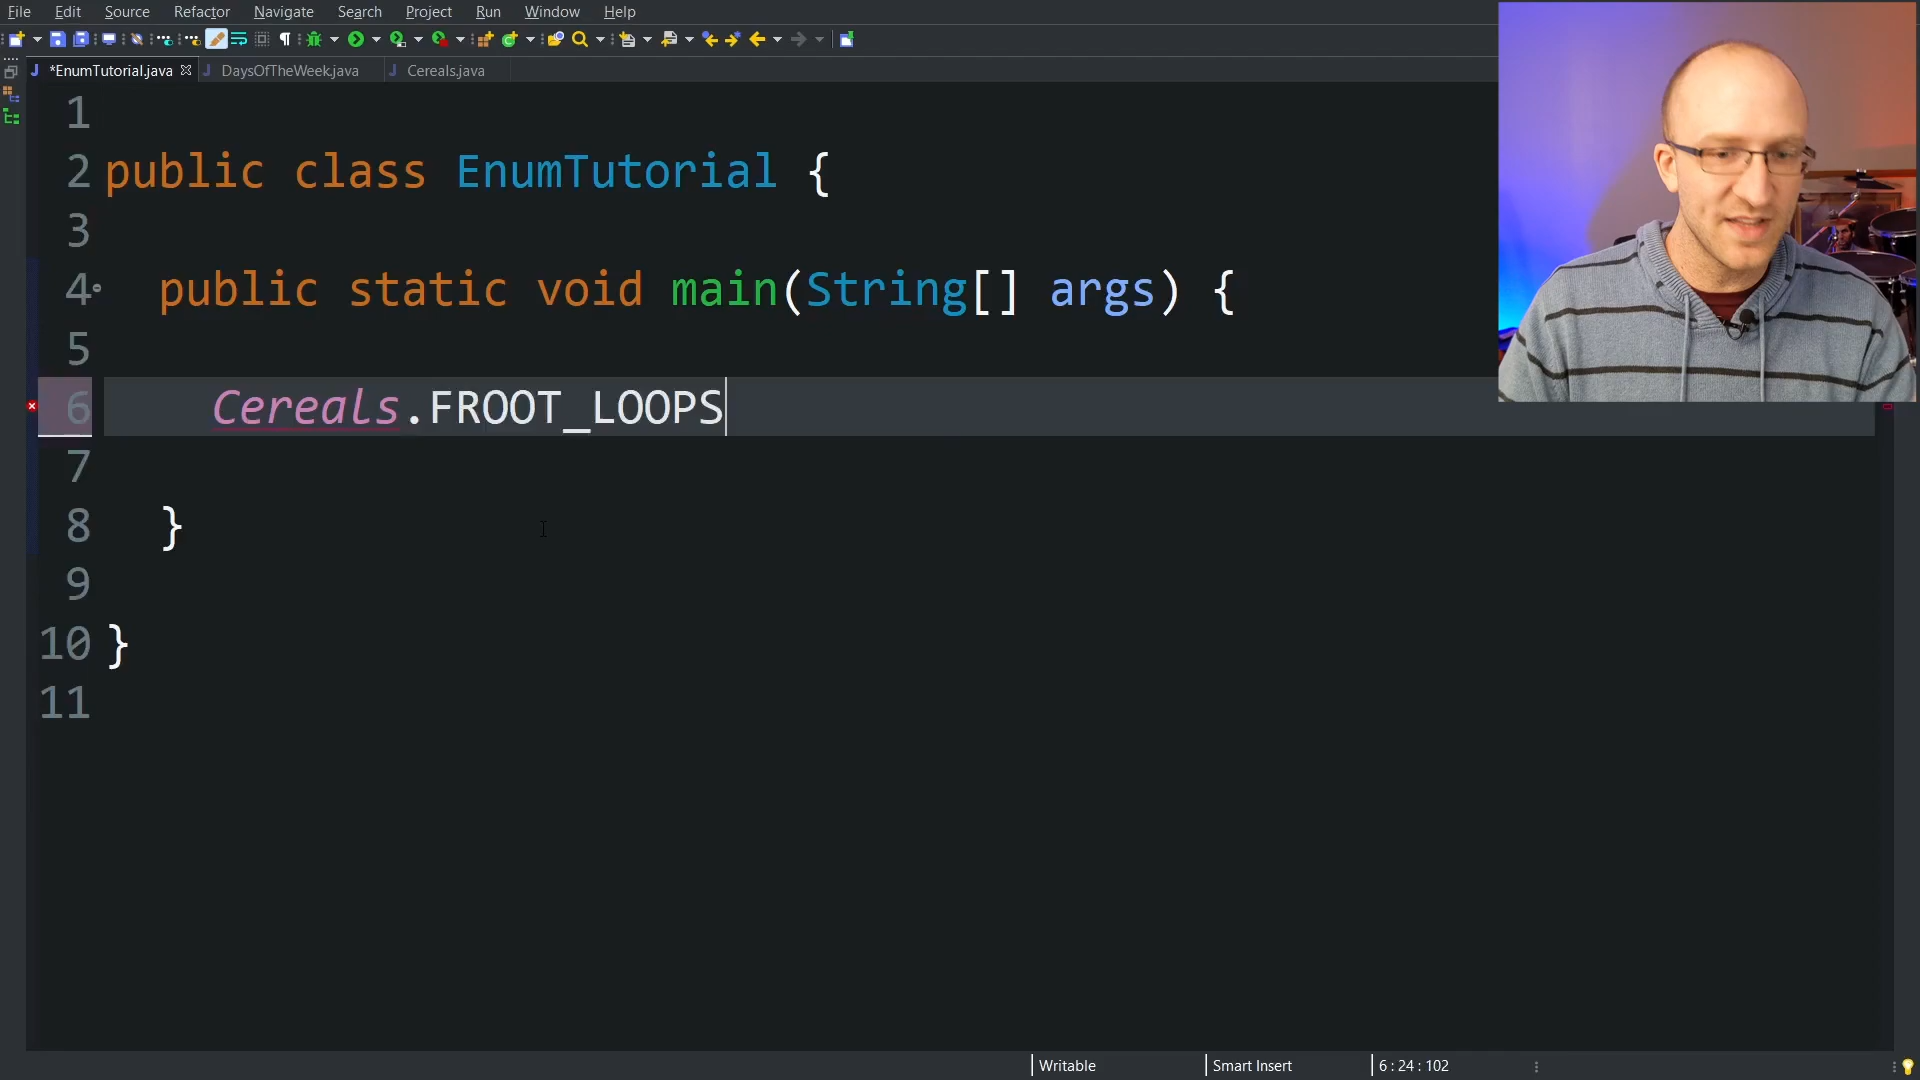 File Edit Source Refactor Navigate Search Project Run Window Help
*EnumTutorial.java DaysOfTheWeek.java Cereals.java
1
2 public class EnumTutorial {
3
4 public static void main(String[] args) {
5
6 Cereals.FROOT_LOOPS
7
8 }
9
10 }
11
Writable Smart Insert 6 : 24 : 102